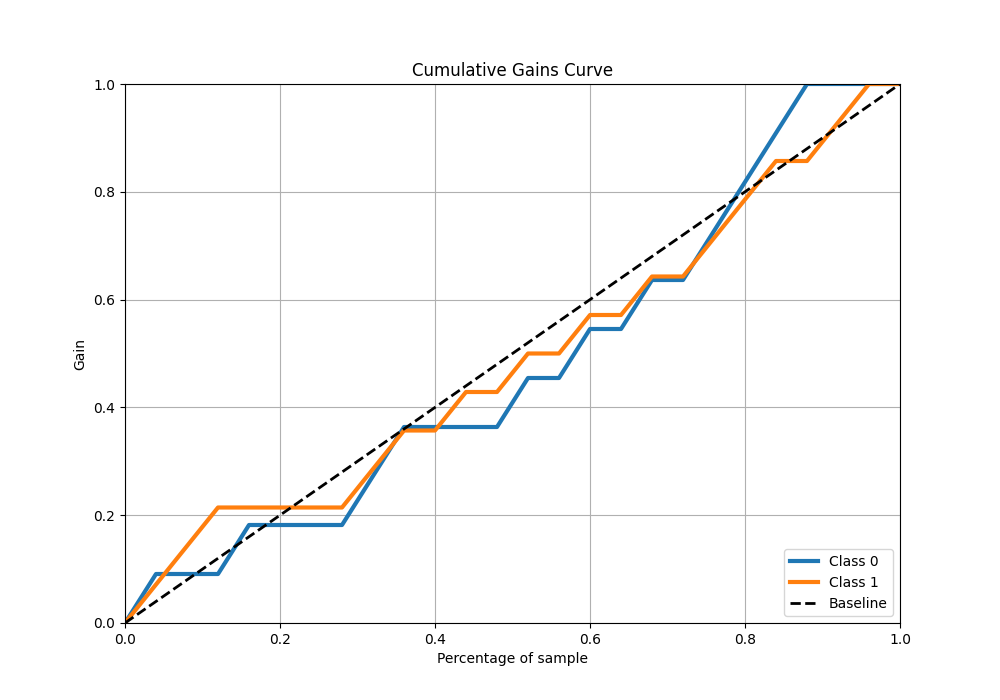 Cumulative Gains Curve
1.0
0.8
0.6
0.4
0.2
0.0
Gain
0.0 0.2 0.4 0.6 0.8 1.0
Percentage of sample
Class 0
Class 1
Baseline